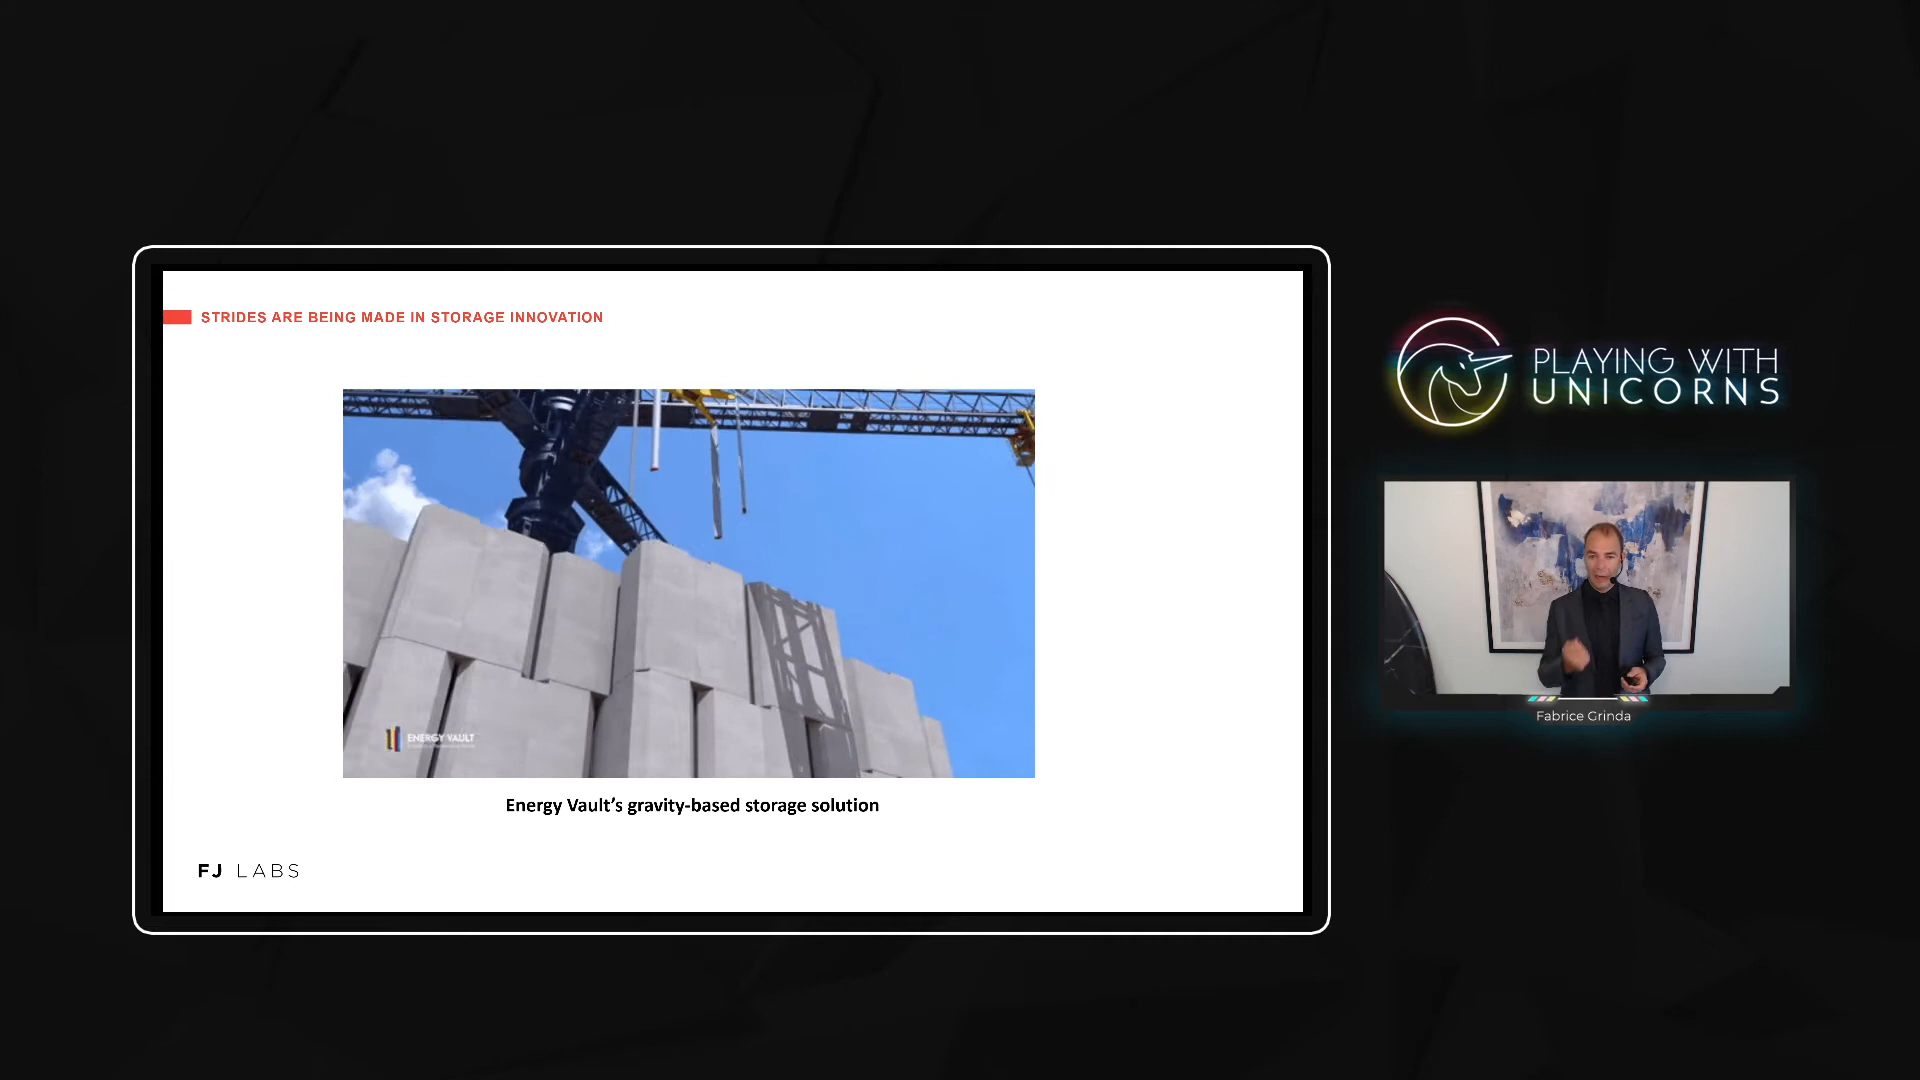 STRIDES ARE BEING MADE IN STORAGE INNOVATION
ENERGY VAULT
Energy Vault's gravity-based storage solution
FJ LABS
PLAYING WITH
UNICORNS
Fabrice Grinda